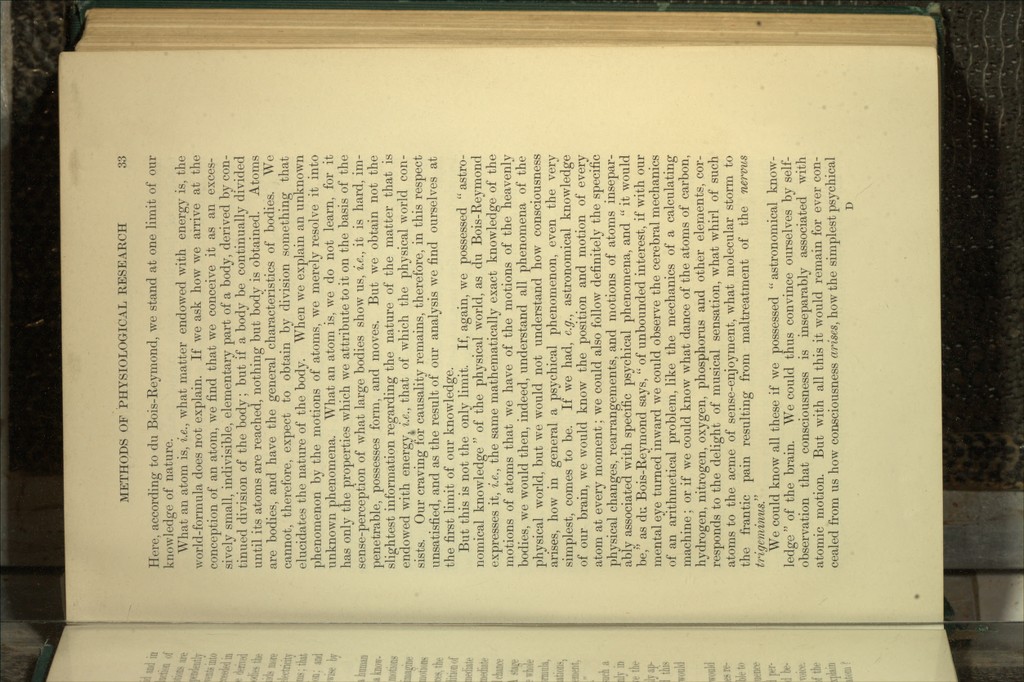 METHODS OF PHYSIOLOGICAL RESEARCH 33
Here, according to du Bois-Reymond, we stand at one limit of our
knowledge of nature.
What an atom is, i.e., what matter endowed with energy is, the
world-formula does not explain. If we ask how we arrive at the
conception of an atom, we find that we conceive it as an exces-
sively small, indivisible, elementary part of a body, derived by con-
tinued division of the body; but if a body be continually divided
until its atoms are reached, nothing but body is obtained. Atoms
are bodies, and have the general characteristics of bodies. We
cannot, therefore, expect to obtain by division something that
elucidates the nature of the body. When we explain an unknown
phenomenon by the motions of atoms, we merely resolve it into
unknown phenomena. What an atom is, we do not learn, for it
has only the properties which we attribute to it on the basis of the
sense-perception of what large bodies show us, i.e., it is hard, im-
penetrable, possesses form, and moves. But we obtain not the
slightest information regarding the nature of the matter that is
endowed with energy, i.e., that of which the physical world con-
sists. Our craving for causality remains, therefore, in this respect
unsatisfied, and as the result of our analysis we find ourselves at
the first limit of our knowledge.
But this is not the only limit. If, again, we possessed "astro-
nomical knowledge" of the physical world, as du Bois-Reymond
expresses it, i.e., the same mathematically exact knowledge of the
motions of atoms that we have of the motions of the heavenly
bodies, we would then, indeed, understand all phenomena of the
physical world, but we would not understand how consciousness
arises, how in general a psychical phenomenon, even the very
simplest, comes to be. If we had, e.g., astronomical knowledge
of our brain, we would know the position and motion of every
atom at every moment; we could also follow definitely the specific
physical changes, rearrangements, and motions of atoms insepar-
ably associated with specific psychical phenomena, and "it would
be," as du Bois-Reymond says, "of unbounded interest, if with our
mental eye turned inward we could observe the cerebral mechanics
of an arithmetical problem, like the mechanics of a calculating
machine; or if we could know what dance of the atoms of carbon,
hydrogen, nitrogen, oxygen, phosphorus and other elements, cor-
responds to the delight of musical sensation, what whirl of such
atoms to the acme of sense-enjoyment, what molecular storm to
the frantic pain resulting from maltreatment of the nervus
trigeminus."
We could know all these if we possessed "astronomical know-
ledge" of the brain. We could thus convince ourselves by self-
observation that consciousness is inseparably associated with
atomic motion. But with all this it would remain for ever con-
cealed from us how consciousness arises, how the simplest psychical
D